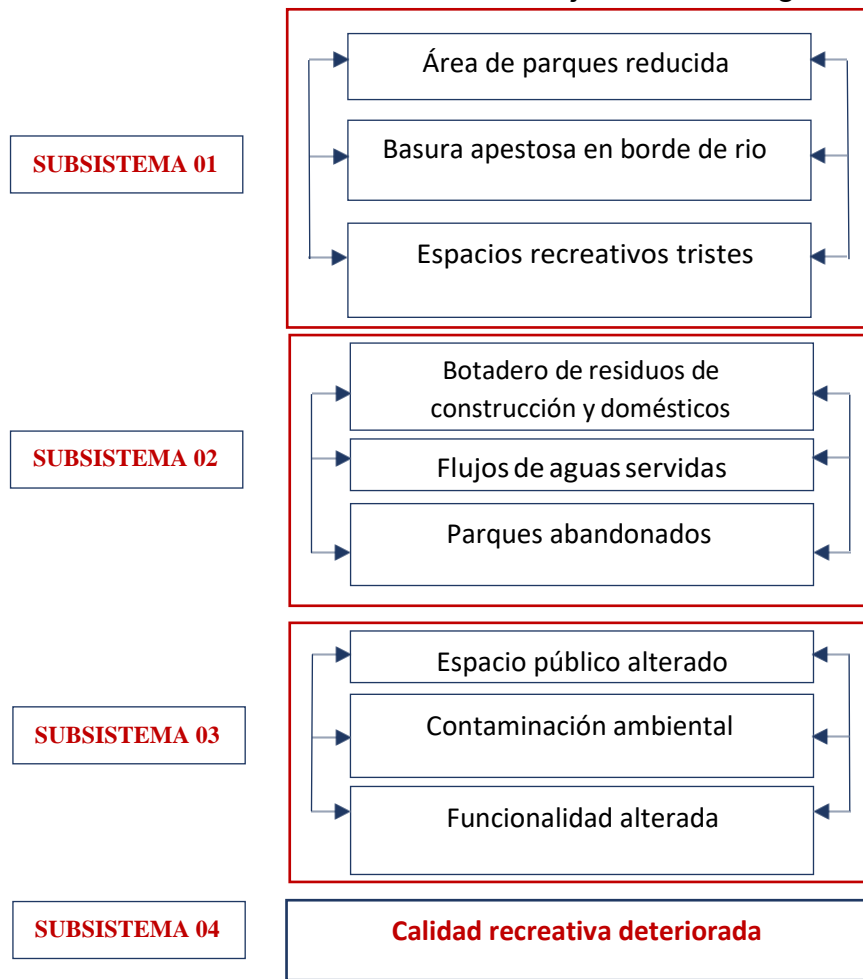 Área de parques reducida
SUBSISTEMA 01
Basura apestosa en borde de rio
Espacios recreativos tristes
Botadero de residuos de
construcción y domésticos
SUBSISTEMA 02
Flujos de aguas servidas
Parques abandonados
Espacio público alterado
SUBSISTEMA 03
Contaminación ambiental
Funcionalidad alterada
SUBSISTEMA 04
Calidad recreativa deteriorada